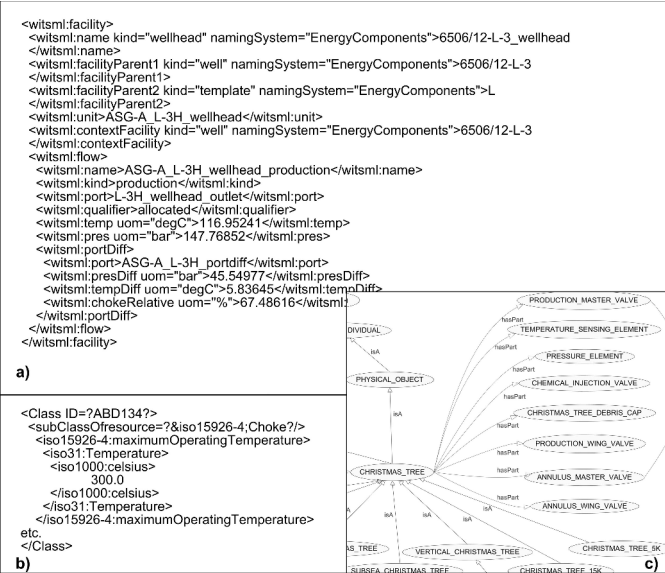 <witsml:facility>
<witsml:name kind="wellhead" namingSystem="EnergyComponents">6506/12-L-3_wellhead
</witsml:name>
<witsml:facilityParent1 kind="well" namingSystem="EnergyComponents">6506/12-L-3
</witsml:facilityParent1>
<witsml:facilityParent2 kind="template" namingSystem="EnergyComponents">L
</witsml:facilityParent2>
<witsml:unit>ASG-A_L-3H_wellhead</witsml:unit>
<witsml:contextFacility kind="well" namingSystem="EnergyComponents">6506/12-L-3
</witsml:contextFacility>
<witsml:flow>
<witsml:name>ASG-A_L-3H_wellhead_production</witsml:name>
<witsml:kind>production</witsml:kind>
<witsml:port>L-3H_wellhead_outlet</witsml:port>
<witsml:qualifier>allocated</witsml:qualifier>
<witsml:temp uom="degC">116.95241</witsml:temp>
<witsml:pres uom="bar">147.76852</witsml:pres>
<witsml:portDiff>
<witsml:port>ASG-A_L-3H_portdiff</witsml:port>
<witsml:presDiff uom="bar">45.54977</witsml:presDiff>
<witsml:tempDiff uom="degC">5.83645</witsml:tempDiff>
<witsml:chokeRelative uom="%">67.48616</witsml:
</witsml:portDiff>
</witsml:flow>
</witsml:facility>
a)
<Class ID=?ABD134?>
<subClassOfresource=?&iso15926-4;Choke?/>
<iso15926-4:maximumOperatingTemperature>
<iso31:Temperature>
<iso1000:celsius>
300.0
</iso1000:celsius>
</iso31:Temperature>
</iso15926-4:maximumOperatingTemperature>
etc.
</Class>
b)
PRODUCTION_MASTER_VALVE
DIVIDUAL
hasPart
TEMPERATURE_SENSING_ELEMENT
isA
hasPart
PRESSURE_ELEMENT
PHYSICAL_OBJECT
hasPart
CHEMICAL_INJECTION_VALVE
hasPart
CHRISTMAS_TREE_DEBRIS_CAP
isA
hasPart
PRODUCTION_WING_VALVE
hasPart
CHRISTMAS_TREE
hasPart
ANNULUS_MASTER_VALVE
hasPart
ANNULUS_WING_VALVE
isA
isA
isA
isA
AS_TREE
VERTICAL_CHRISTMAS_TREE
CHRISTMAS_TREE_5K
SUBSEA_CHRISTMAS_TREE
CHRISTMAS_TREE_15K
c)